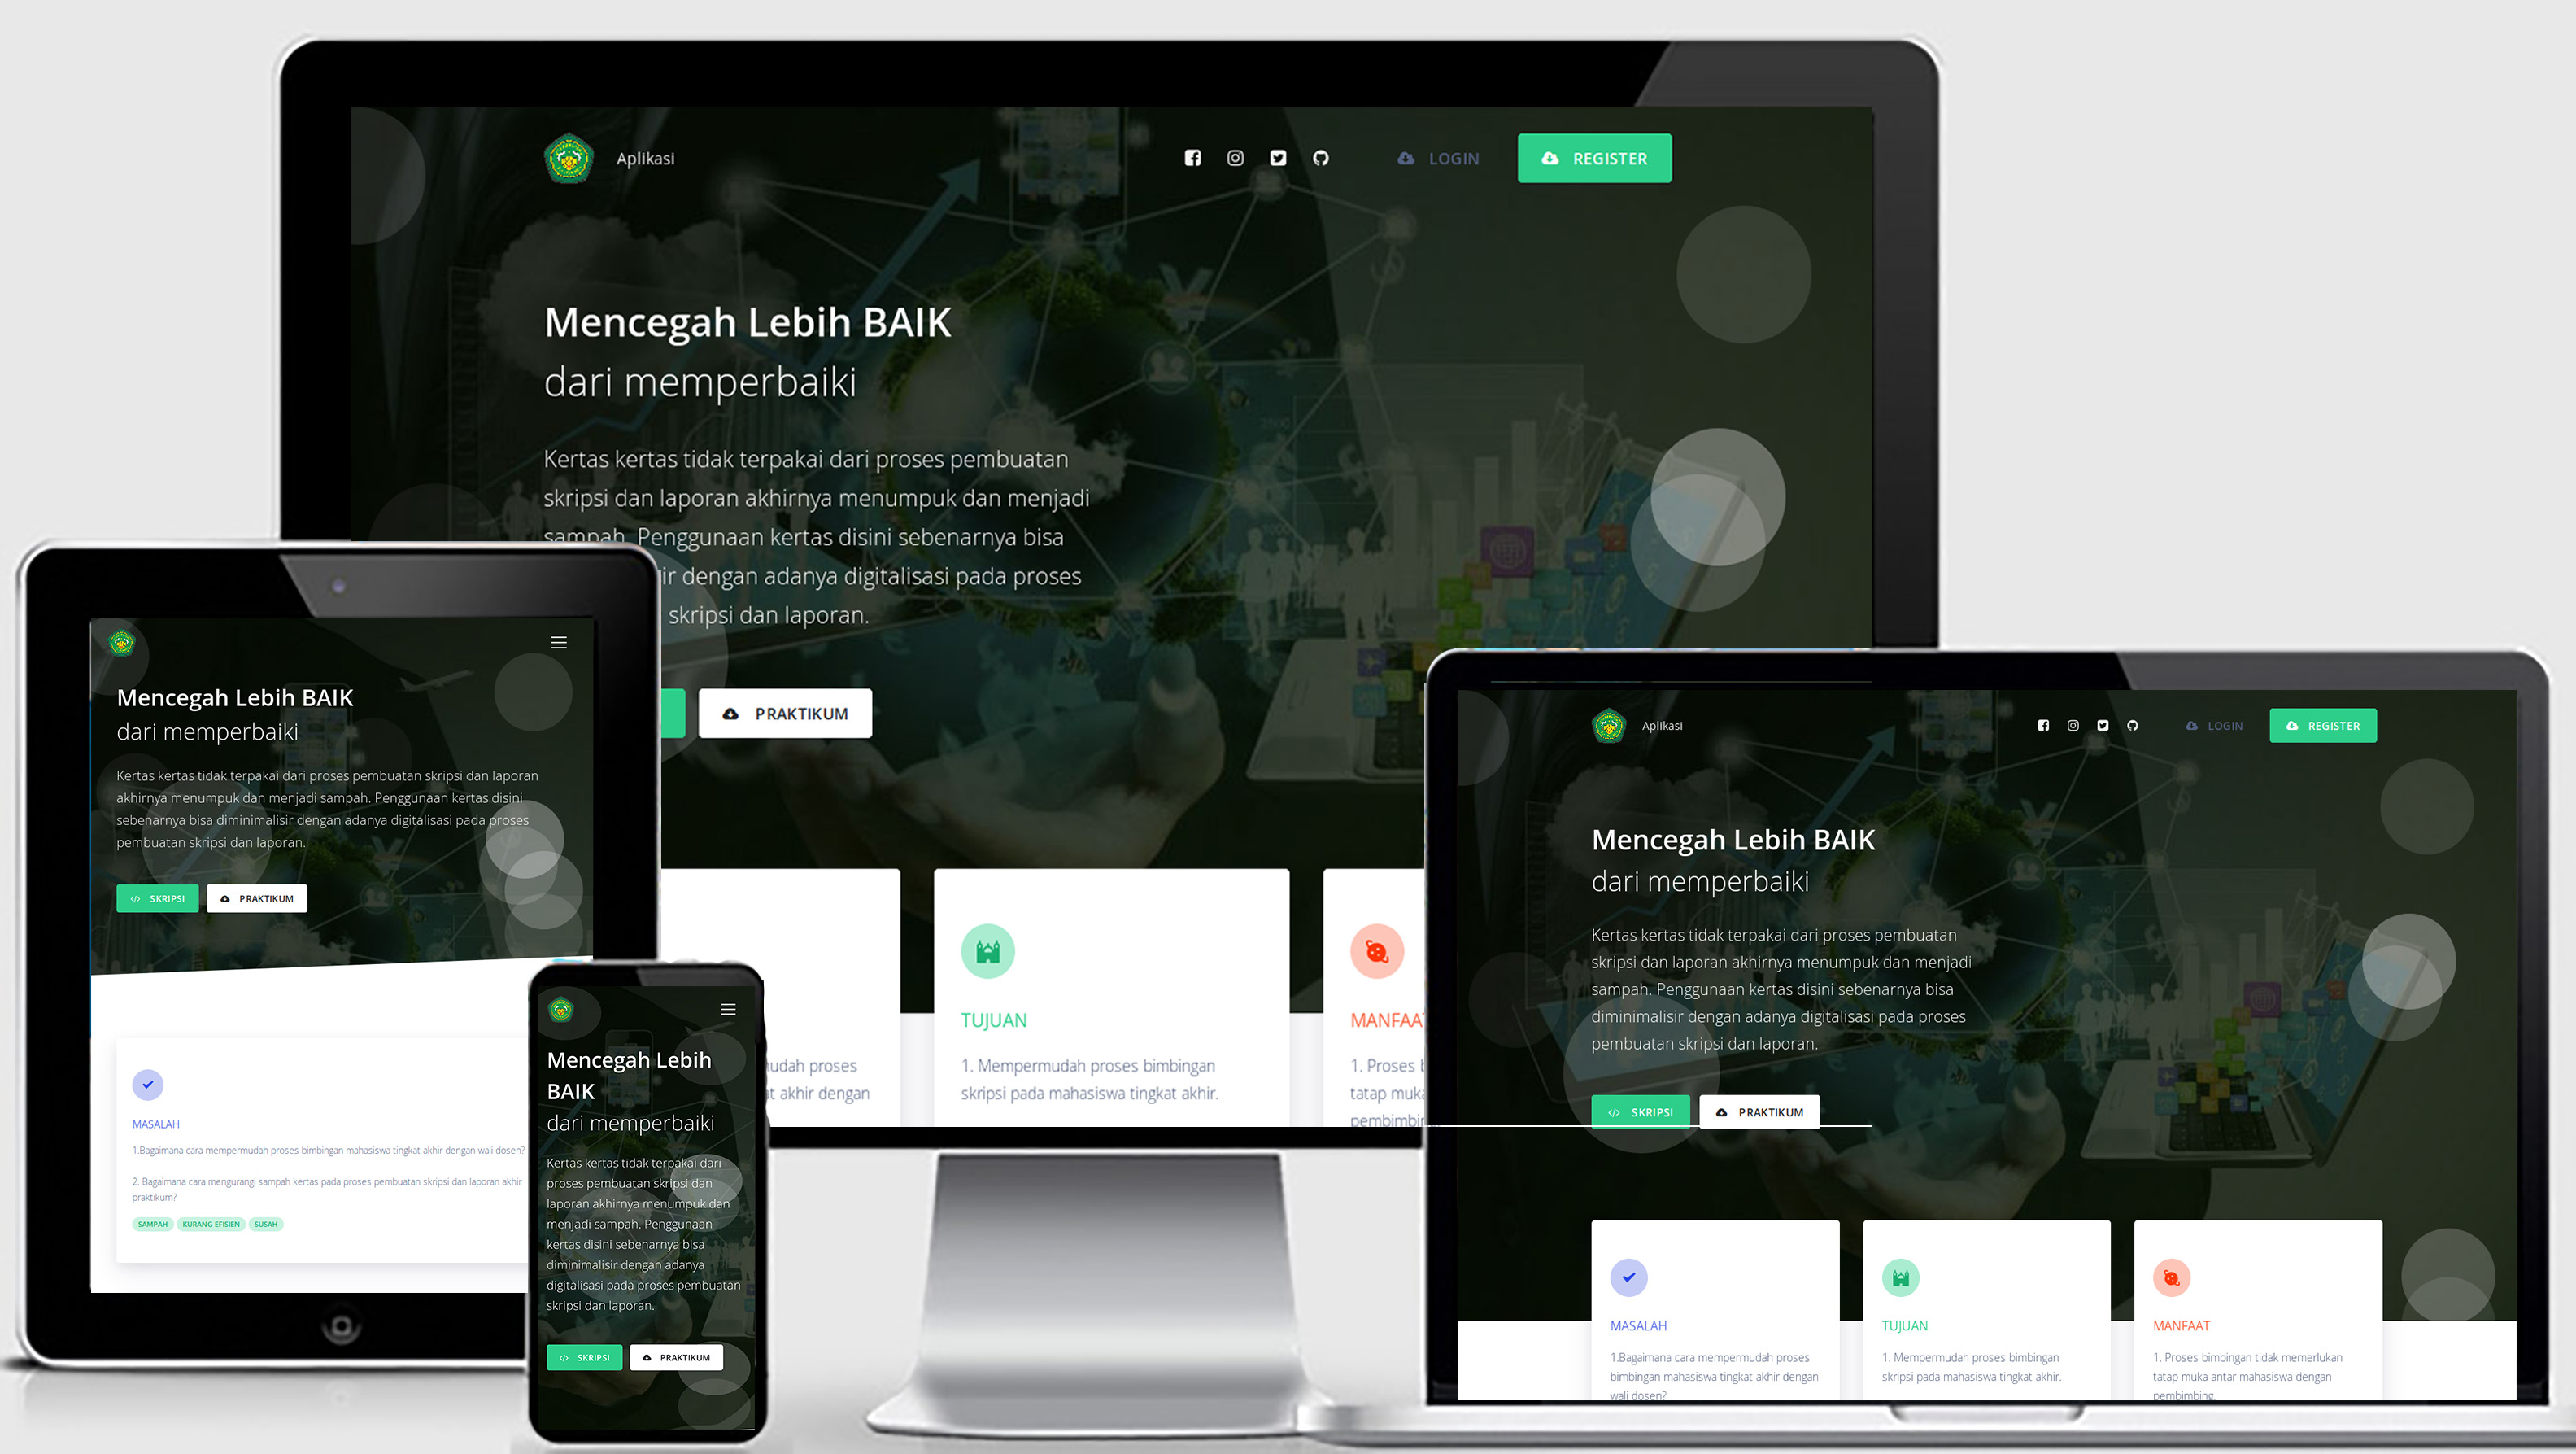 Aplikasi
LOGIN
REGISTER
Mencegah Lebih BAIK
dari memperbaiki
Kertas kertas tidak terpakai dari proses pembuatan
skripsi dan laporan akhirnya menumpuk dan menjadi
sampah. Penggunaan kertas disini sebenarnya bisa
dengan adanya digitalisasi pada proses
skripsi dan laporan.
PRAKTIKUM
proses
akhir dengan
TUJUAN
1. Mempermudah proses bimbingan
skripsi pada mahasiswa tingkat akhir.
MANFAAT
1. Proses
tatap
Mencegah Lebih BAIK
dari memperbaiki
Kertas kertas tidak terpakai dari proses pembuatan skripsi dan laporan
akhirnya menumpuk dan menjadi sampah. Penggunaan kertas disini
sebenarnya bisa diminimalisir dengan adanya digitalisasi pada proses
pembuatan skripsi dan laporan.
SKRIPSI
PRAKTIKUM
MASALAH
1.Bagaimana cara mempermudah proses bimbingan mahasiswa tingkat akhir dengan wali dosen?
2. Bagaimana cara mengurangi sampah kertas pada proses pembuatan skripsi dan laporan akhir
praktikum?
SAMPAH KURANG EFISIEN SUSAH
Mencegah Lebih
BAIK
dari memperbaiki
Kertas kertas tidak terpakai dari
proses pembuatan skripsi dan
laporan akhirnya menumpuk dan
menjadi sampah. Penggunaan
kertas disini sebenarnya bisa
diminimalisir dengan adanya
digitalisasi pada proses pembuatan
skripsi dan laporan.
SKRIPSI
PRAKTIKUM
Aplikasi
LOGIN
REGISTER
Mencegah Lebih BAIK
dari memperbaiki
Kertas kertas tidak terpakai dari proses pembuatan
skripsi dan laporan akhirnya menumpuk dan menjadi
sampah. Penggunaan kertas disini sebenarnya bisa
diminimalisir dengan adanya digitalisasi pada proses
pembuatan skripsi dan laporan.
SKRIPSI
PRAKTIKUM
MASALAH
1.Bagaimana cara mempermudah proses
bimbingan mahasiswa tingkat akhir dengan
wali dosen?
TUJUAN
1. Mempermudah proses bimbingan
skripsi pada mahasiswa tingkat akhir.
MANFAAT
1. Proses bimbingan tidak memerlukan
tatap muka antar mahasiswa dengan
pembimbing.